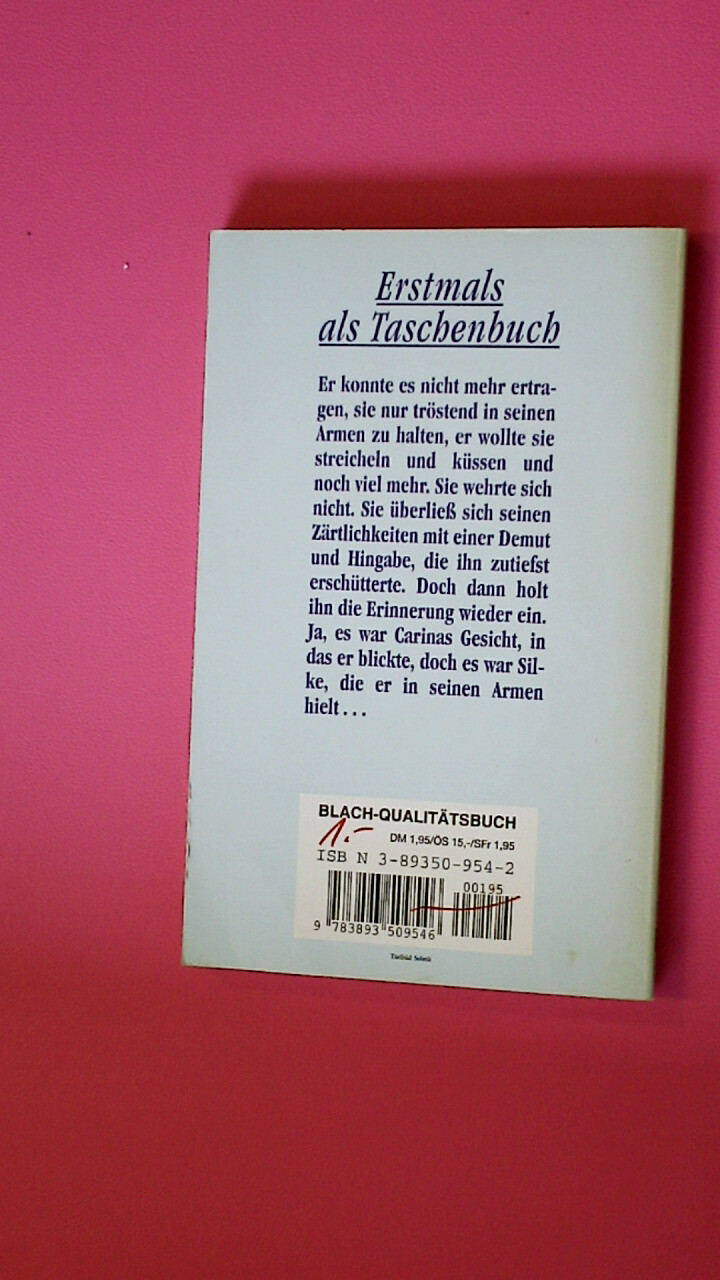 Erstmals
als Taschenbuch
Er konnte es nicht mehr ertra-
gen, sie nur tröstend in seinen
Armen zu halten, er wollte sie
streicheln und küssen und
noch viel mehr. Sie wehrte sich
nicht. Sie überließ sich seinen
Zärtlichkeiten mit einer Demut
und Hingabe, die ihn zutiefst
erschütterte. Doch dann holt
ihn die Erinnerung wieder ein.
Ja, es war Carinas Gesicht, in
das er blickte, doch es war Sil-
ke, die er in seinen Armen
hielt . . .
BLACH-QUALITÄTSBUCH
1,-
DM 1,95/ÖS 15,-/SFr 1,95
ISB N 3-89350-954-2
00195
9 783893 509546